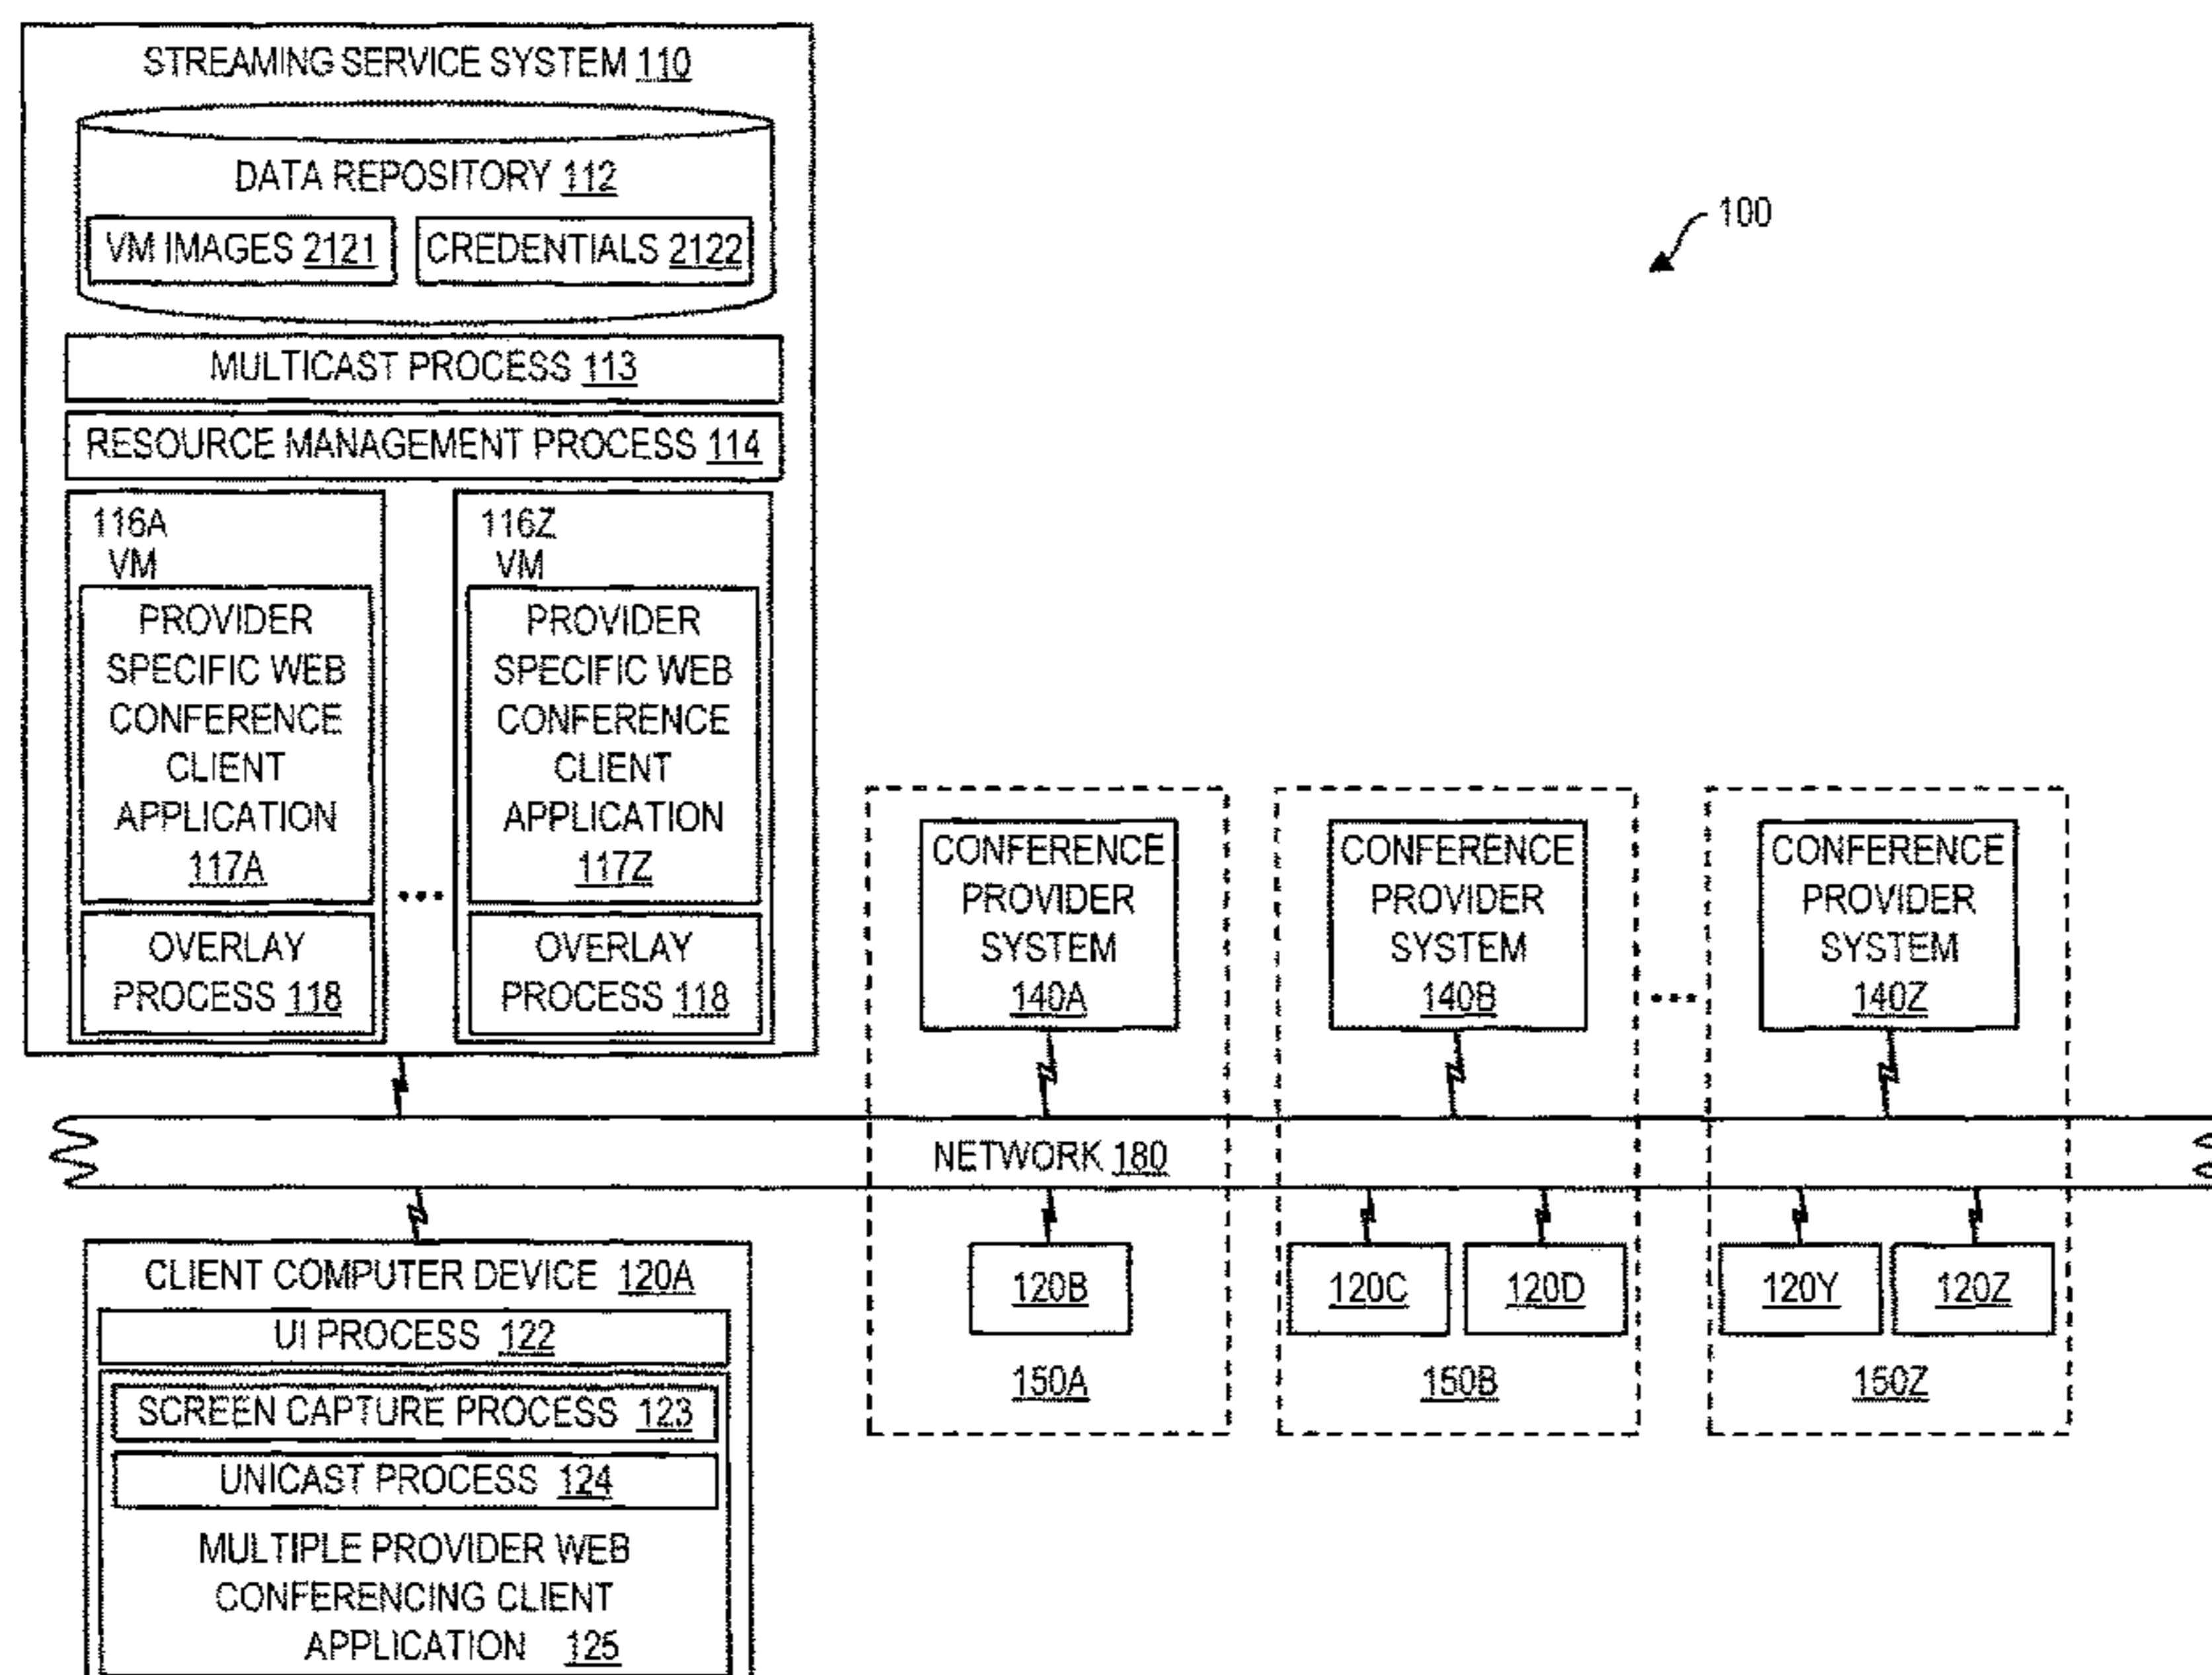 STREAMING SERVICE SYSTEM 110
DATA REPOSITORY 112
VM IMAGES 2121
CREDENTIALS 2122
MULTICAST PROCESS 113
RESOURCE MANAGEMENT PROCESS 114
116A
VM
PROVIDER
SPECIFIC WEB
CONFERENCE
CLIENT
APPLICATION
117A
OVERLAY
PROCESS 118
...
116Z
VM
PROVIDER
SPECIFIC WEB
CONFERENCE
CLIENT
APPLICATION
117Z
OVERLAY
PROCESS 118
100
CONFERENCE
PROVIDER
SYSTEM
140A
CONFERENCE
PROVIDER
SYSTEM
140B
...
CONFERENCE
PROVIDER
SYSTEM
140Z
NETWORK 180
CLIENT COMPUTER DEVICE 120A
UI PROCESS 122
SCREEN CAPTURE PROCESS 123
UNICAST PROCESS 124
MULTIPLE PROVIDER WEB
CONFERENCING CLIENT
APPLICATION 125
120B
150A
120C
120D
150B
120Y
120Z
150Z